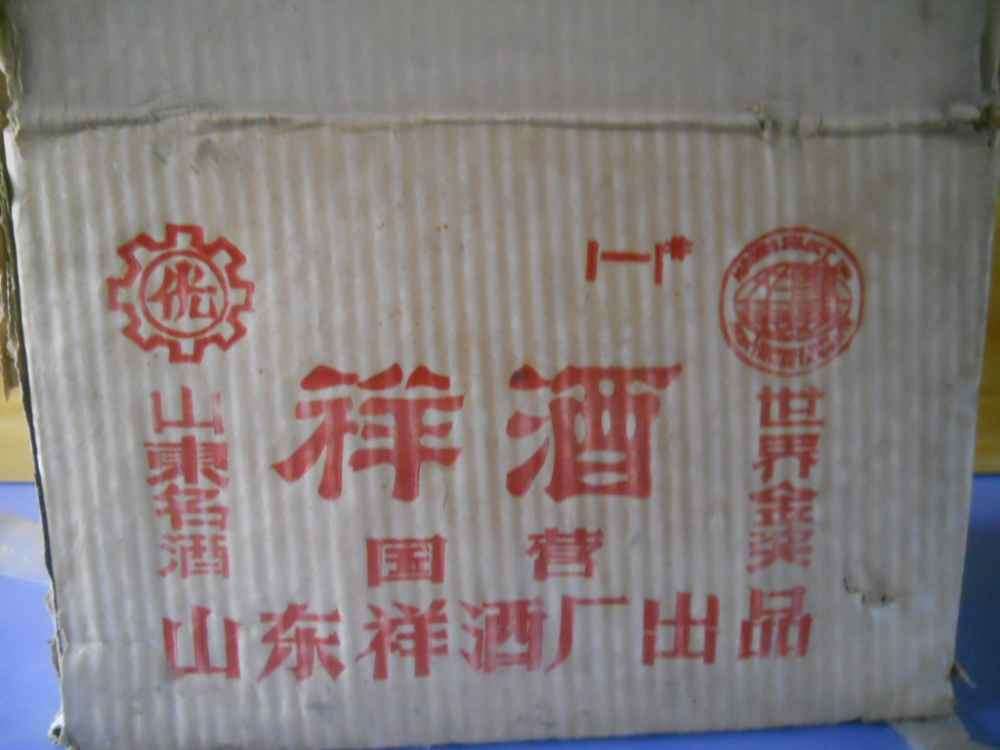 优
山東名酒
祥酒
世界金奖
国营
山东祥酒厂出品